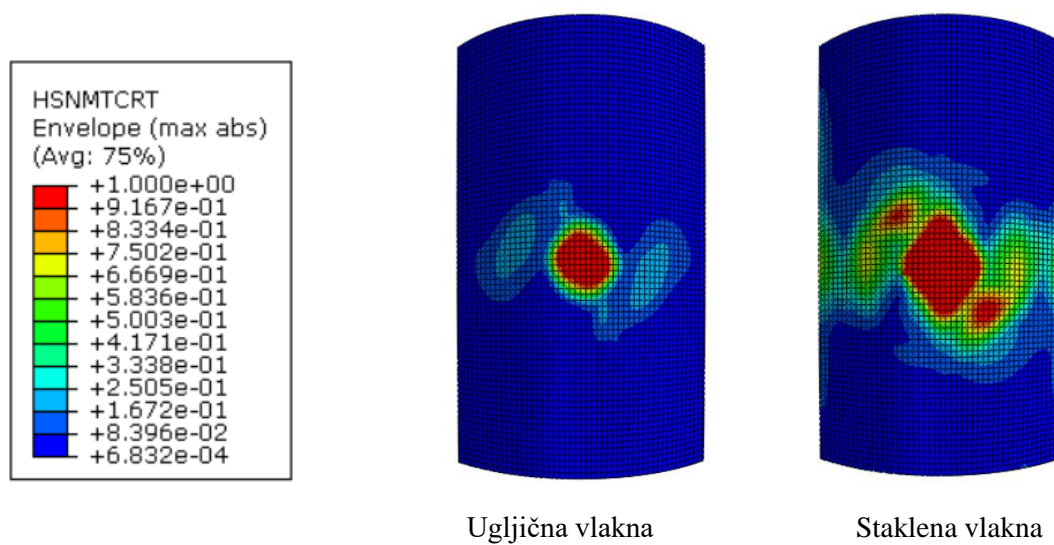 HSNMTCRT
Envelope (max abs)
(Avg: 75%)
+1.000e+00
+9.167e-01
+8.334e-01
+7.502e-01
+6.669e-01
+5.836e-01
+5.003e-01
+4.171e-01
+3.338e-01
+2.505e-01
+1.672e-01
+8.396e-02
+6.832e-04
Ugljična vlakna
Staklena vlakna